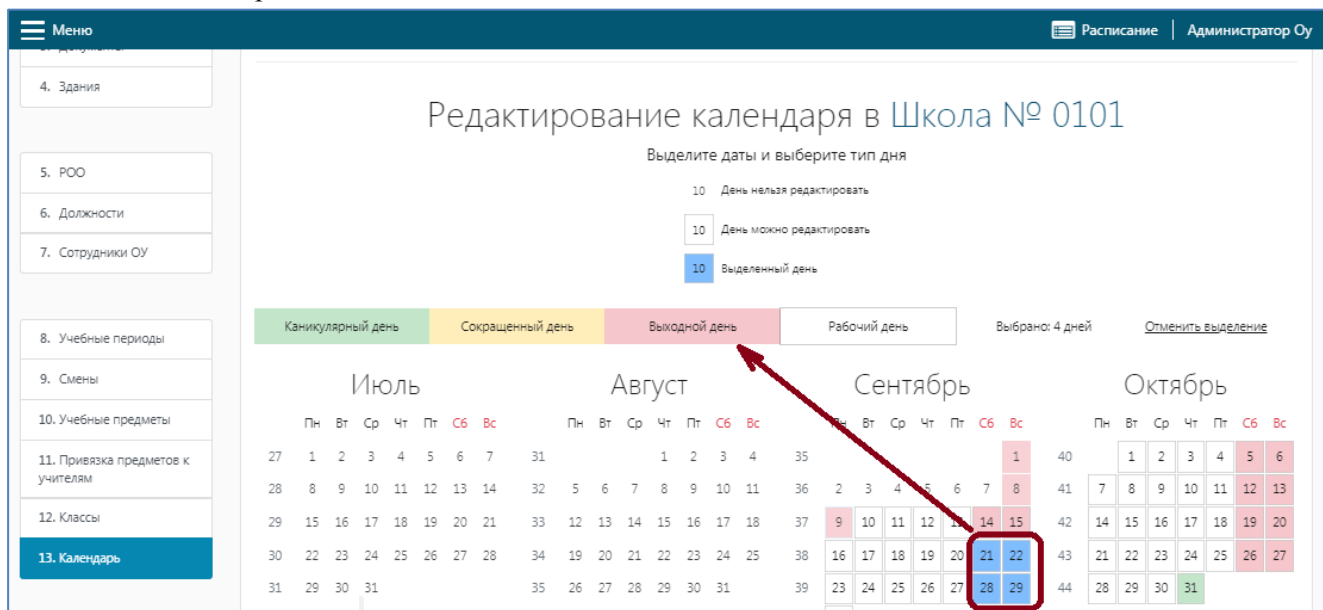 Меню
Расписание
Администратор Оу
4. Здания
5. РОО
6. Должности
7. Сотрудники ОУ
8. Учебные периоды
9. Смены
10. Учебные предметы
11. Привязка предметов к
учителям
12. Классы
13. Календарь
Редактирование календаря в Школа № 0101
Выделите даты и выберите тип дня
10 День нельзя редактировать
10 День можно редактировать
10 Выделенный день
Каникулярный день Сокращенный день Выходной день Рабочий день Выбрано: 4 дней Отменить выделение
Июль Август Сентябрь Октябрь
Пн Вт Ср Чт Пт Сб Вс Пн Вт Ср Чт Пт Сб Вс Пн Вт Ср Чт Пт Сб Вс Пн Вт Ср Чт Пт Сб Вс
27 1 2 3 4 5 6 7 31 1 2 3 4 35 1 40 1 2 3 4 5 6
28 8 9 10 11 12 13 14 32 5 6 7 8 9 10 11 36 2 3 4 5 6 7 8 41 7 8 9 10 11 12 13
29 15 16 17 18 19 20 21 33 12 13 14 15 16 17 18 37 9 10 11 12 13 14 15 42 14 15 16 17 18 19 20
30 22 23 24 25 26 27 28 34 19 20 21 22 23 24 25 38 16 17 18 19 20 21 22 43 21 22 23 24 25 26 27
31 29 30 31 35 26 27 28 29 30 31 39 23 24 25 26 27 28 29 44 28 29 30 31